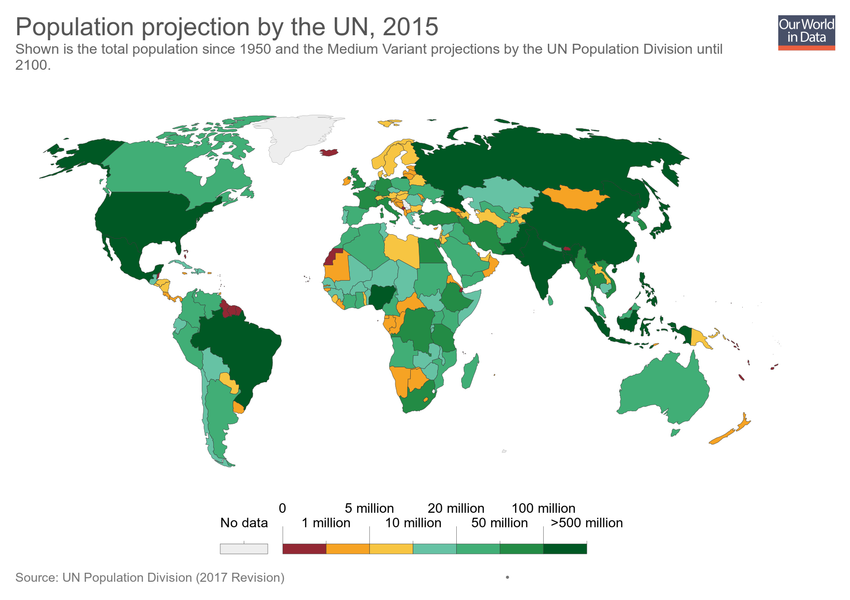 Population projection by the UN, 2015
Our World
in Data
Shown is the total population since 1950 and the Medium Variant projections by the UN Population Division until
2100.
0 5 million 20 million 100 million
No data 1 million 10 million 50 million >500 million
Source: UN Population Division (2017 Revision)